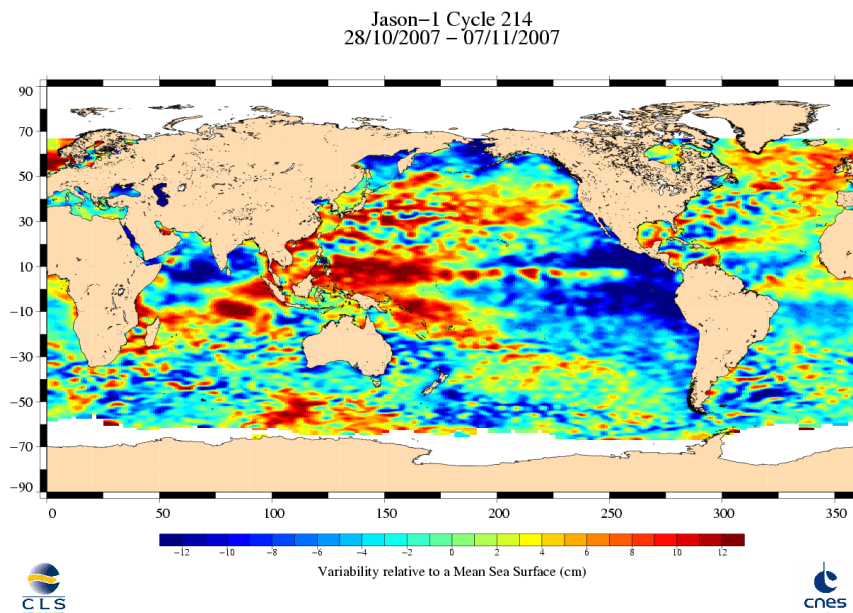 Jason−1 Cycle 214
28/10/2007 − 07/11/2007
90
70
50
30
10
−10
−30
−50
−70
−90
0 50 100 150 200 250 300 350
−12 −10 −8 −6 −4 −2 0 2 4 6 8 10 12
Variability relative to a Mean Sea Surface (cm)
CLS
cnes